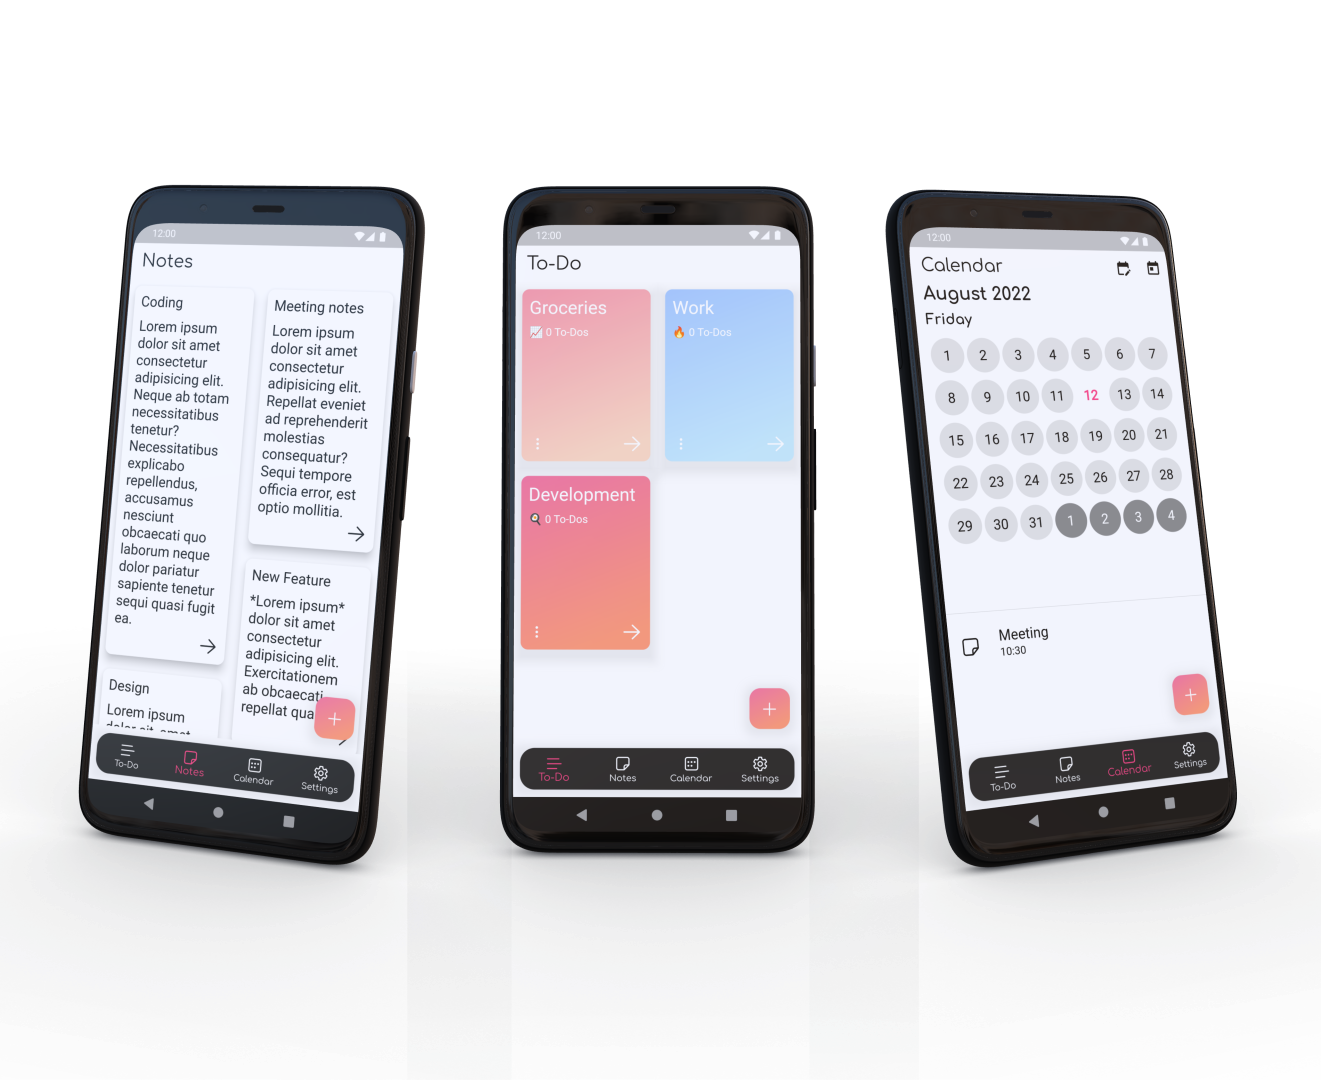 12:00
Notes
Coding
Lorem ipsum
dolor sit amet
consectetur
adipisicing elit.
Neque ab totam
necessitatibus
tenetur?
Necessitatibus
explicabo
repellendus,
accusamus
nesciunt
obcaecati quo
laborum neque
dolor pariatur
sapiente tenetur
sequi quasi fugit
ea.
Design
Lorem ipsum
dolor sit amet
Meeting notes
Lorem ipsum
dolor sit amet
consectetur
adipisicing elit.
Repellat eveniet
ad reprehenderit
molestias
consequatur?
Sequi tempore
officia error, est
optio mollitia.
New Feature
*Lorem ipsum*
dolor sit amet
consectetur
adipisicing elit.
Exercitationem
ab obcaecati
repellat qua
To-Do Notes Calendar Settings
12:00
To-Do
Groceries
📈 0 To-Dos
Work
🔥 0 To-Dos
Development
🍳 0 To-Dos
To-Do Notes Calendar Settings
12:00
Calendar
August 2022
Friday
1 2 3 4 5 6 7
8 9 10 11 12 13 14
15 16 17 18 19 20 21
22 23 24 25 26 27 28
29 30 31 1 2 3 4
Meeting
10:30
To-Do Notes Calendar Settings